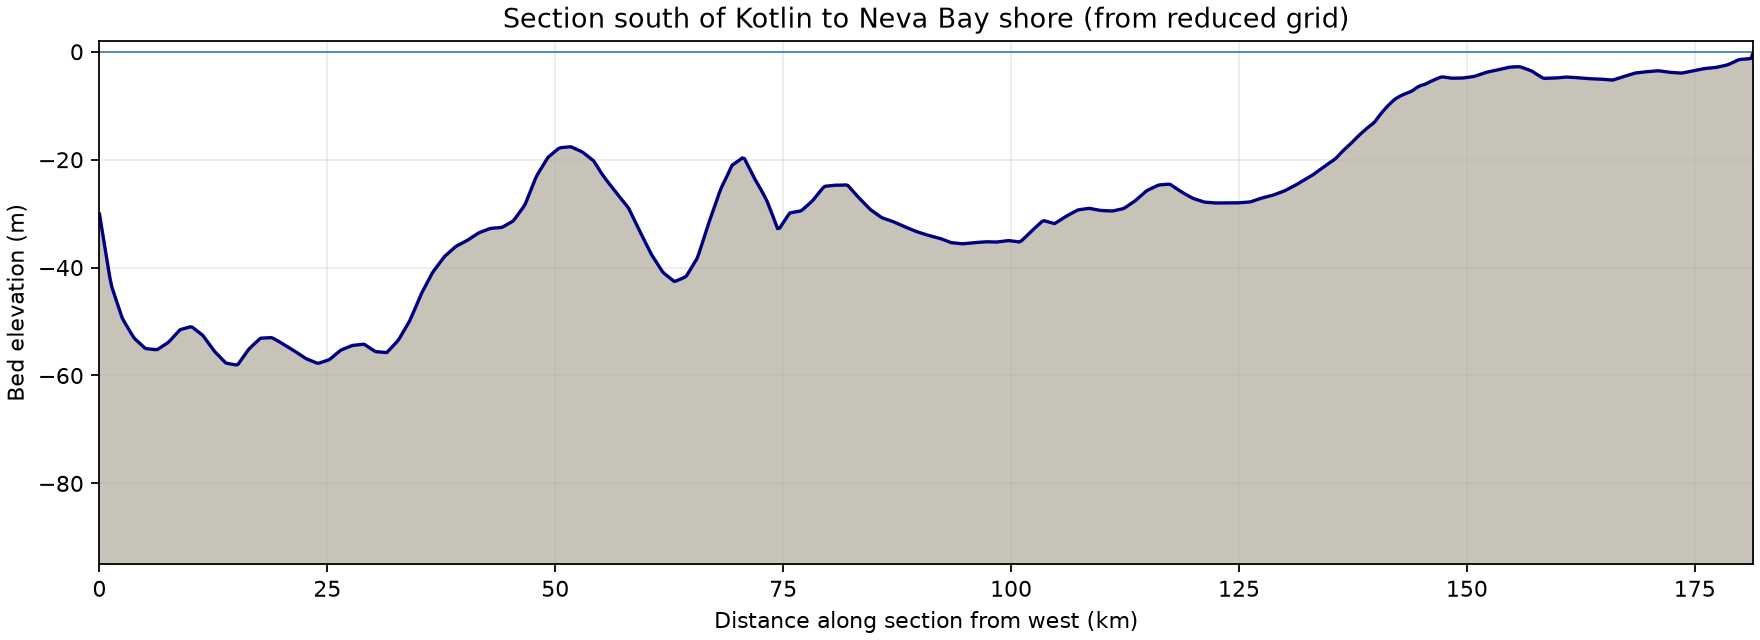 Section south of Kotlin to Neva Bay shore (from reduced grid)
0
−20
−40
−60
−80
Bed elevation (m)
0 25 50 75 100 125 150 175
Distance along section from west (km)